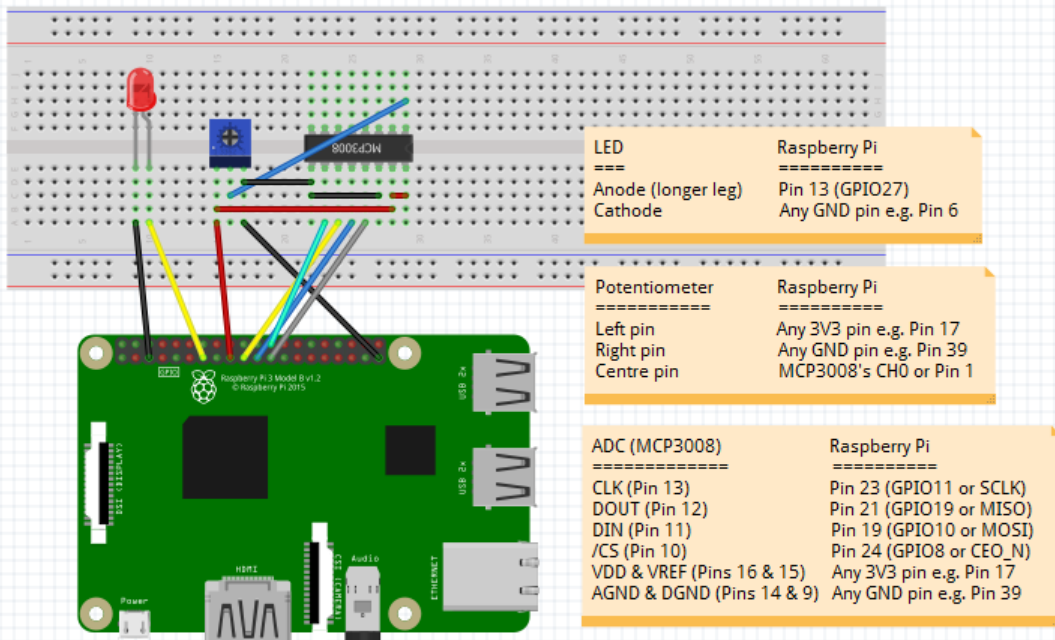 LED Raspberry Pi
=== ==========
Anode (longer leg) Pin 13 (GPIO27)
Cathode Any GND pin e.g. Pin 6
MCP3008
Potentiometer Raspberry Pi
=========== ==========
Left pin Any 3V3 pin e.g. Pin 17
Right pin Any GND pin e.g. Pin 39
Centre pin MCP3008's CH0 or Pin 1
ADC (MCP3008) Raspberry Pi
============= ==========
CLK (Pin 13) Pin 23 (GPIO11 or SCLK)
DOUT (Pin 12) Pin 21 (GPIO19 or MISO)
DIN (Pin 11) Pin 19 (GPIO10 or MOSI)
/CS (Pin 10) Pin 24 (GPIO8 or CEO_N)
VDD & VREF (Pins 16 & 15) Any 3V3 pin e.g. Pin 17
AGND & DGND (Pins 14 & 9) Any GND pin e.g. Pin 39
GPIO
Raspberry Pi 3 Model B v1.2
© Raspberry Pi 2015
USB 2x
USB 2x
DSI (DISPLAY)
ETHERNET
HDMI
CSI (CAMERA)
Audio
Power